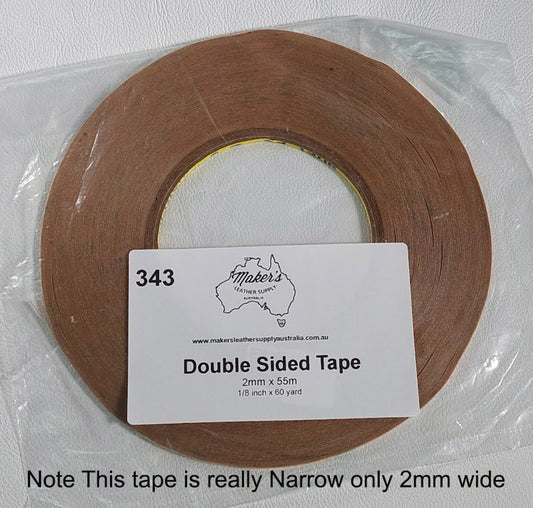 343
Maker's
LEATHER SUPPLY
AUSTRALIA
www.makersleathersupplyaustralia.com.au
Double Sided Tape
2mm x 55m
1/8 inch x 60 yard
Note This tape is really Narrow only 2mm wide